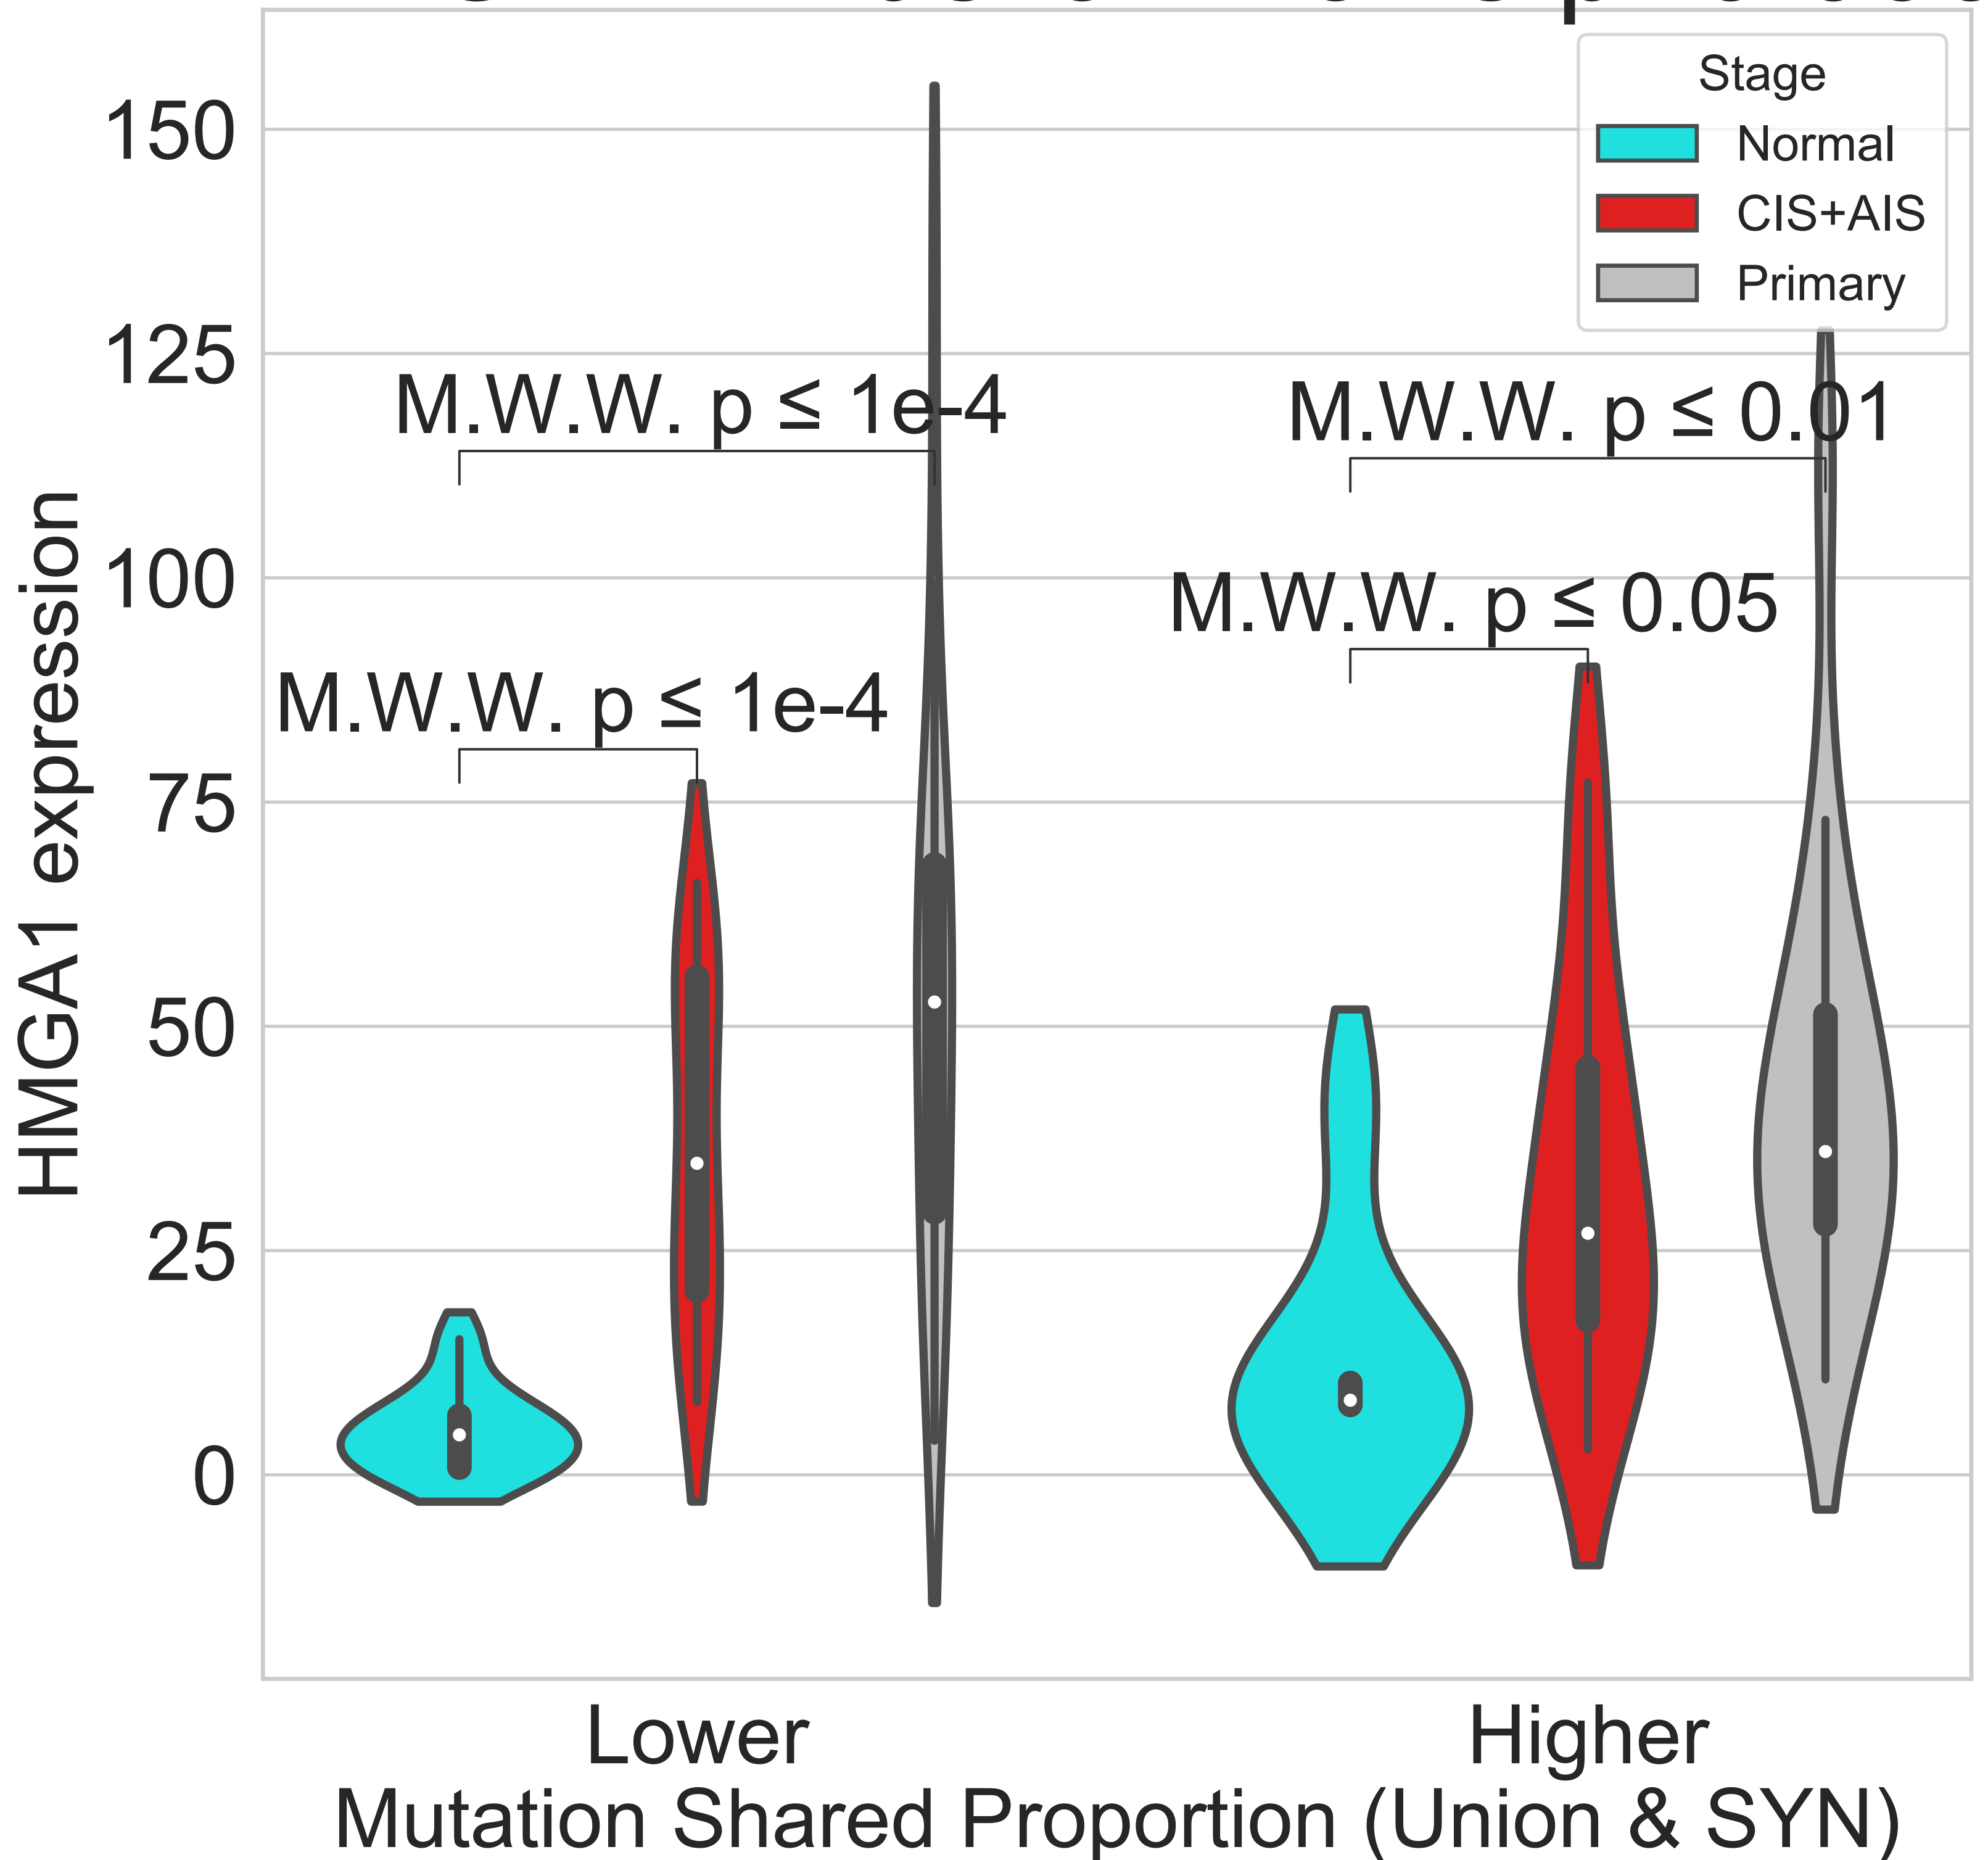 Stage
Normal
CIS+AIS
Primary
150
125
100
75
50
25
0
HMGA1 expression
M.W.W. p ≤ 1e-4
M.W.W. p ≤ 0.01
M.W.W. p ≤ 0.05
M.W.W. p ≤ 1e-4
Lower
Higher
Mutation Shared Proportion (Union & SYN)